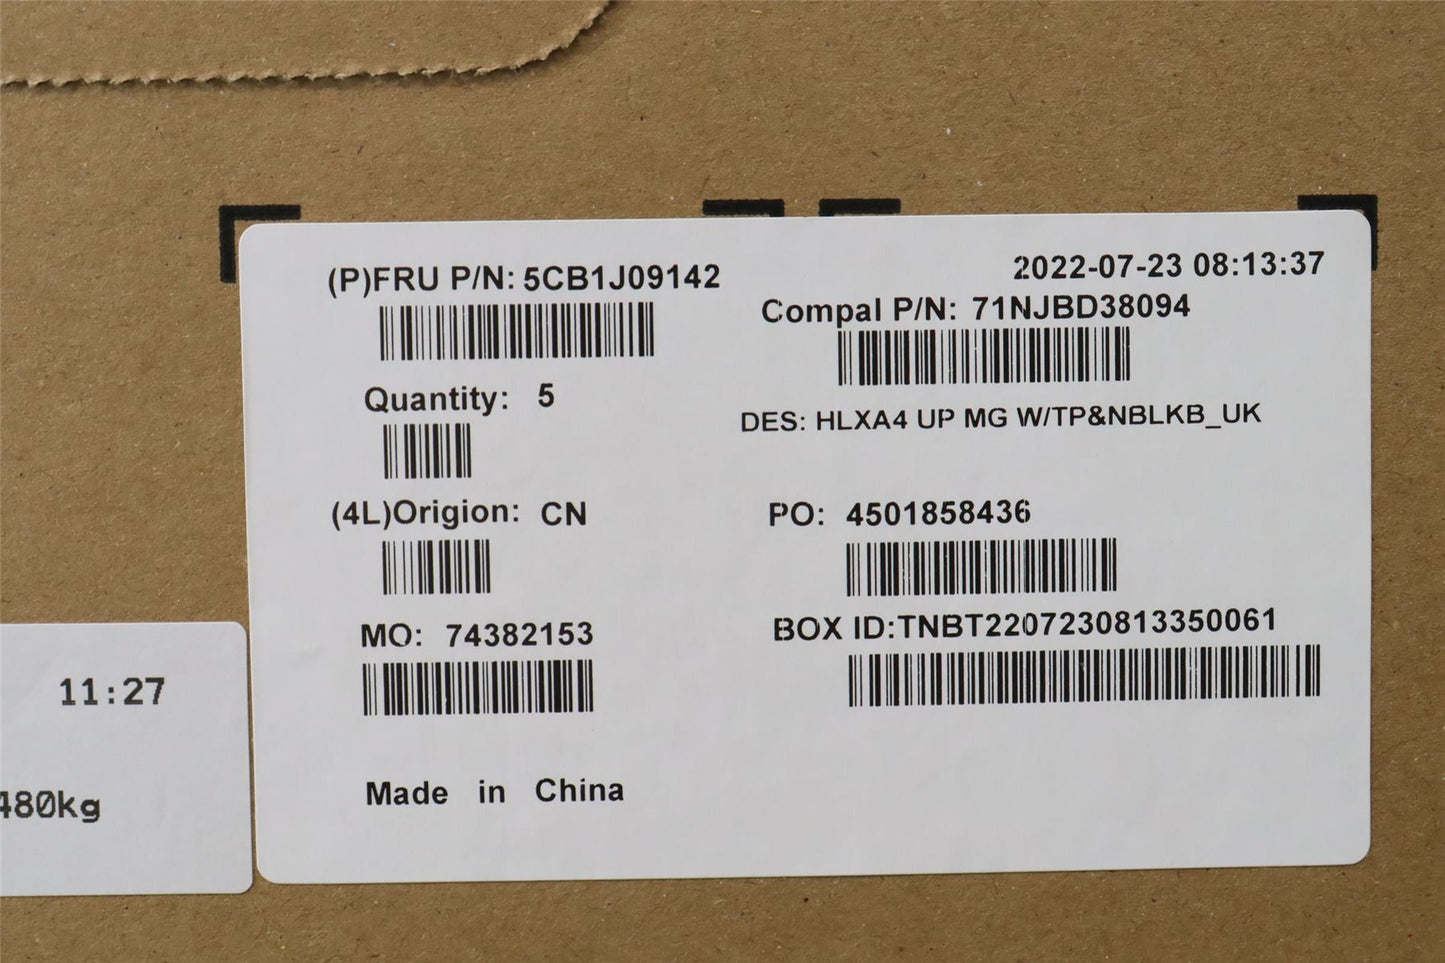 (P)FRU P/N: 5CB1J09142
2022-07-23 08:13:37
Compal P/N: 71NJBD38094
Quantity: 5
DES: HLXA4 UP MG W/TP&NBLKB_UK
(4L)Origion: CN
PO: 4501858436
MO: 74382153
BOX ID:TNBT2207230813350061
Made in China
11:27
480kg